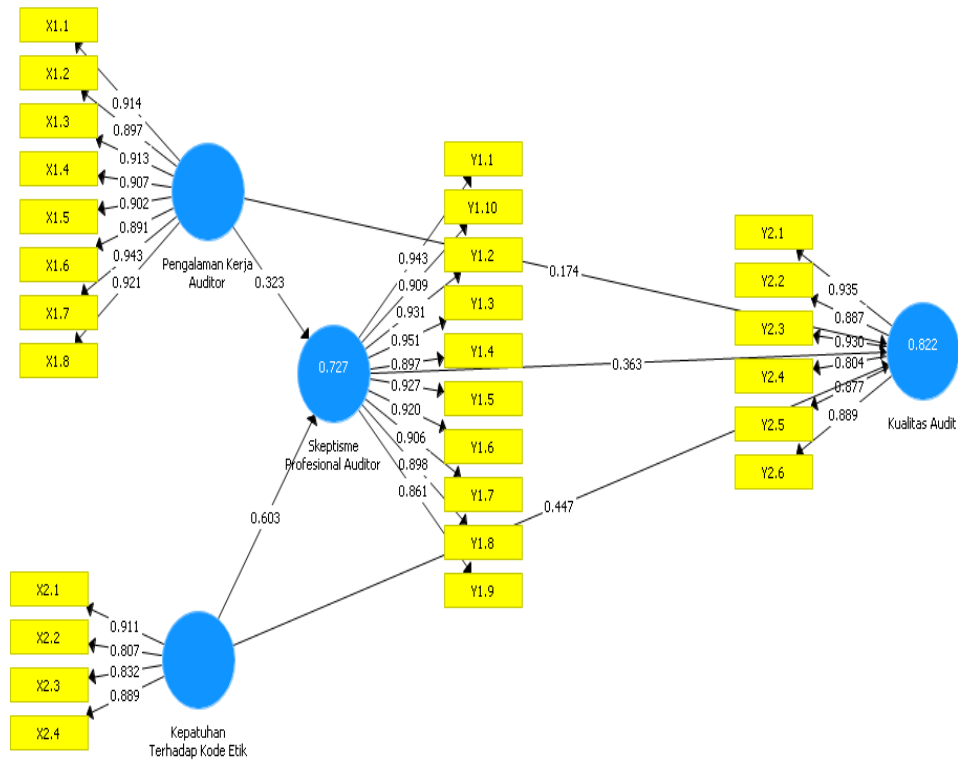 X1.1
X1.2
X1.3
X1.4
X1.5
X1.6
X1.7
X1.8
0.914
0.897
0.913
0.907
0.902
0.891
0.943
0.921
Pengalaman Kerja
Auditor
0.323
0.174
Y1.1
Y1.10
Y1.2
Y1.3
Y1.4
Y1.5
Y1.6
Y1.7
Y1.8
Y1.9
0.943
0.909
0.931
0.951
0.897
0.927
0.920
0.906
0.898
0.861
0.727
Skeptisme
Profesional Auditor
0.363
0.603
0.447
Y2.1
Y2.2
Y2.3
Y2.4
Y2.5
Y2.6
0.935
0.887
0.930
0.804
0.877
0.889
0.822
Kualitas Audit
X2.1
X2.2
X2.3
X2.4
0.911
0.807
0.832
0.889
Kepatuhan
Terhadap Kode Etik